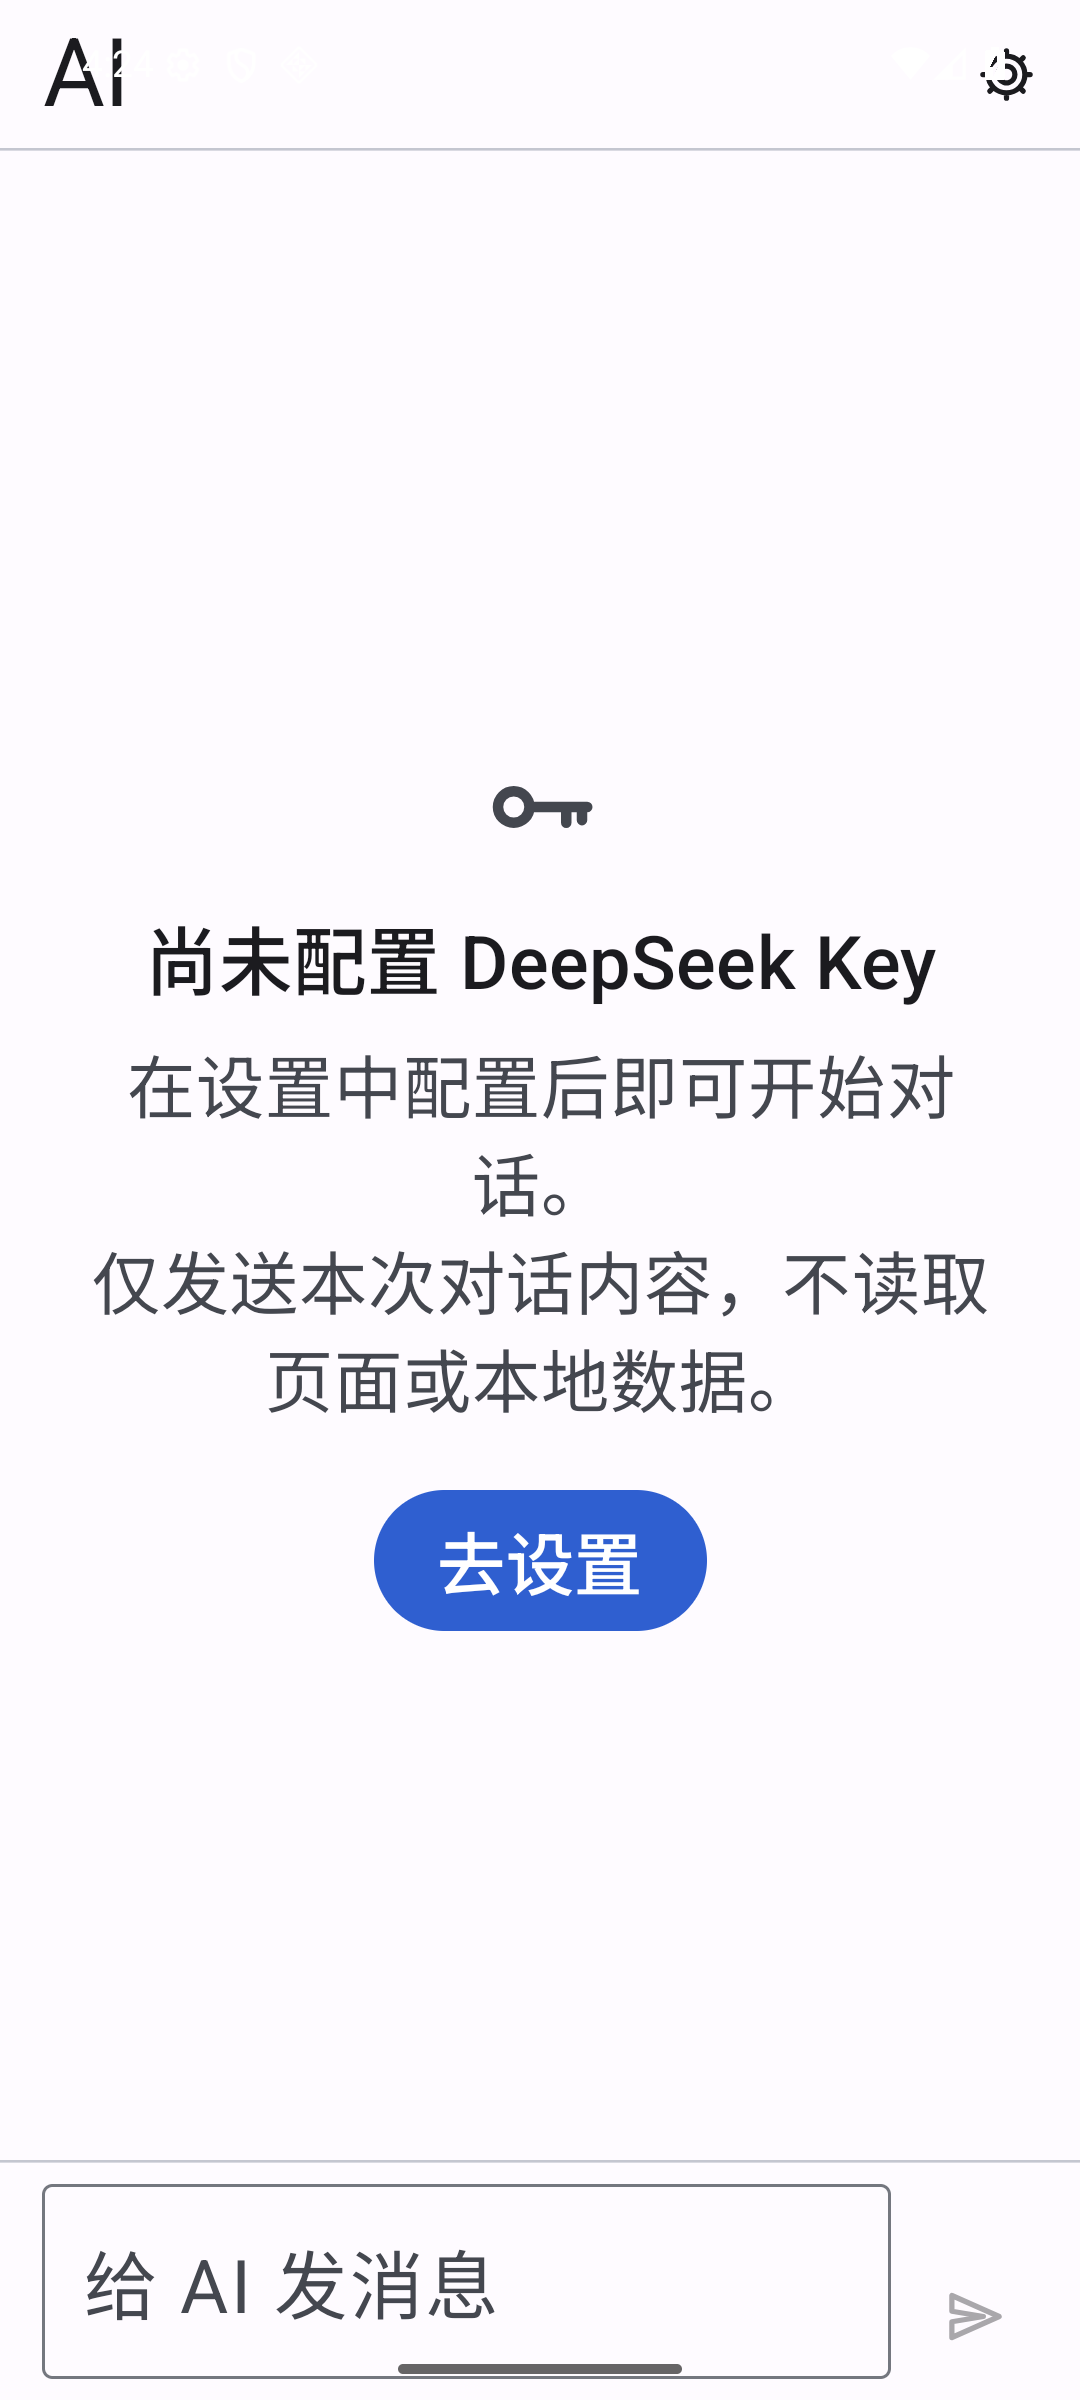 AI
尚未配置 DeepSeek Key
在设置中配置后即可开始对
话。
仅发送本次对话内容，不读取
页面或本地数据。
去设置
给 AI 发消息